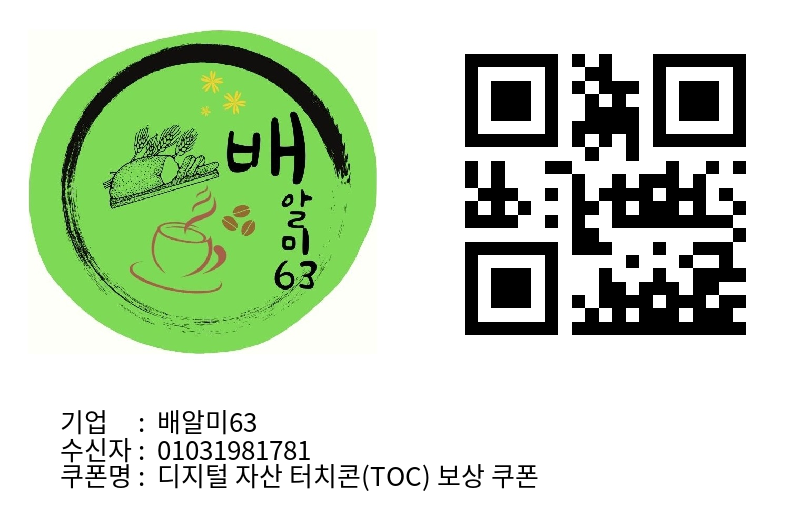 배
알
미
63
기업 : 배알미63
수신자 : 01031981781
쿠폰명 : 디지털 자산 터치콘(TOC) 보상 쿠폰